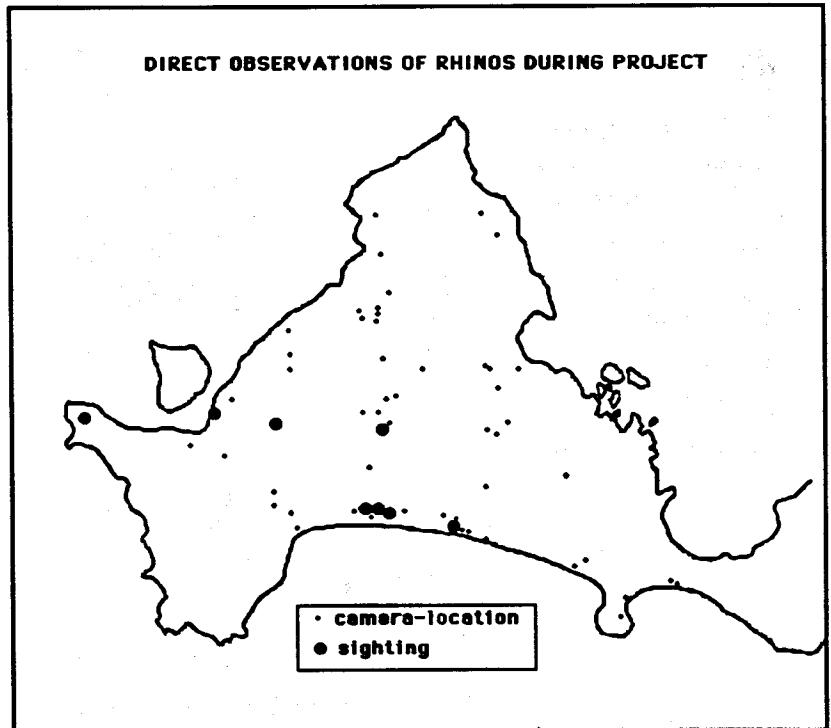 DIRECT OBSERVATIONS OF RHINOS DURING PROJECT
camera-location
sighting